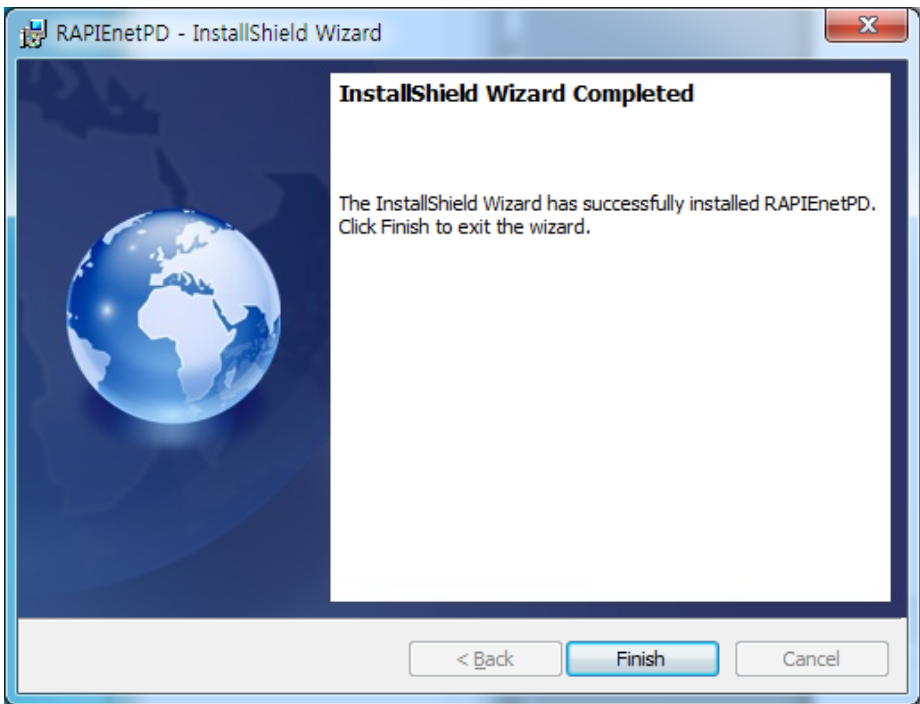 RAPIEnetPD - InstallShield Wizard
InstallShield Wizard Completed
The InstallShield Wizard has successfully installed RAPIEnetPD.
Click Finish to exit the wizard.
< Back
Finish
Cancel